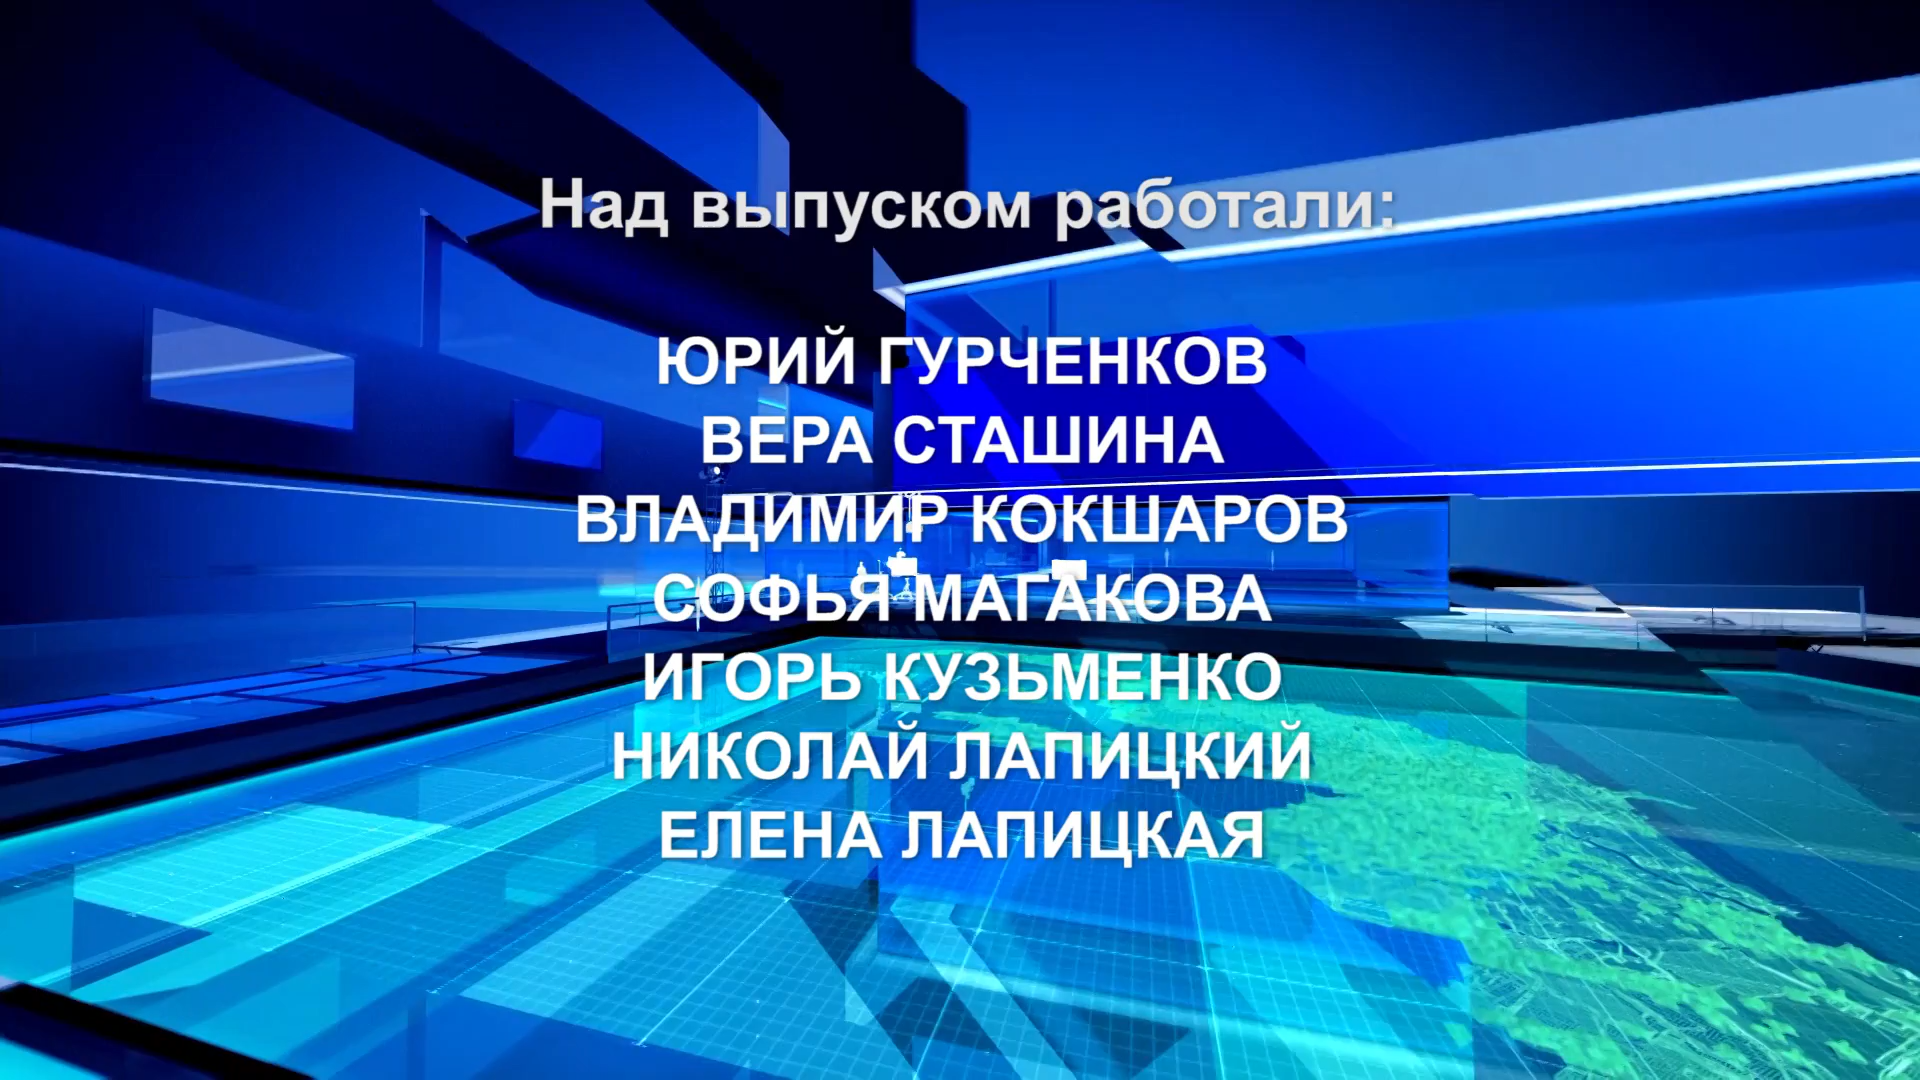 Над выпуском работали:
ЮРИЙ ГУРЧЕНКОВ
ВЕРА СТАШИНА
ВЛАДИМИР КОКШАРОВ
СОФЬЯ МАГАКОВА
ИГОРЬ КУЗЬМЕНКО
НИКОЛАЙ ЛАПИЦКИЙ
ЕЛЕНА ЛАПИЦКАЯ